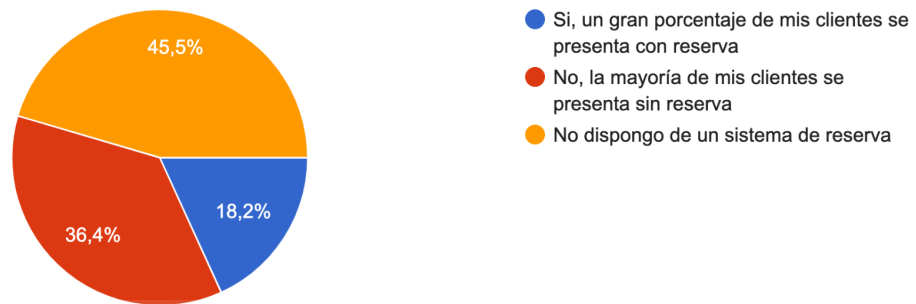 45,5%
36,4%
18,2%
Si, un gran porcentaje de mis clientes se
presenta con reserva
No, la mayoría de mis clientes se
presenta sin reserva
No dispongo de un sistema de reserva